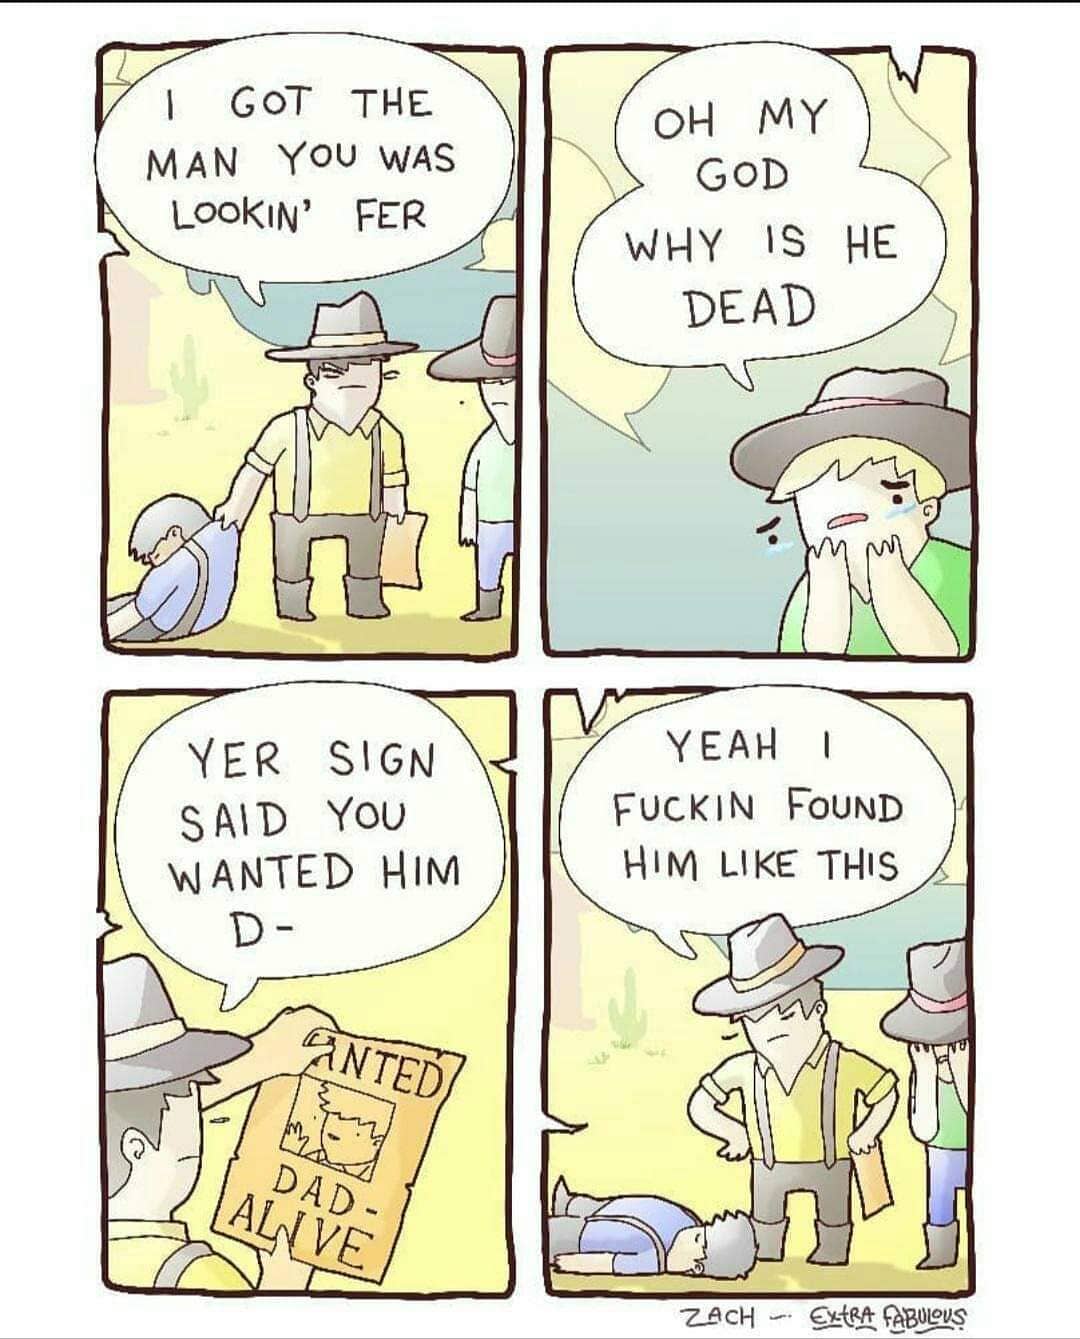 I GOT THE
MAN YOU WAS
LOOKIN' FER
OH MY
GOD
WHY IS HE
DEAD
YER SIGN
SAID YOU
WANTED HIM
D-
ANTED
DAD-
ALIVE
YEAH I
FUCKIN FOUND
HIM LIKE THIS
ZACH - EXTRA FABULOUS